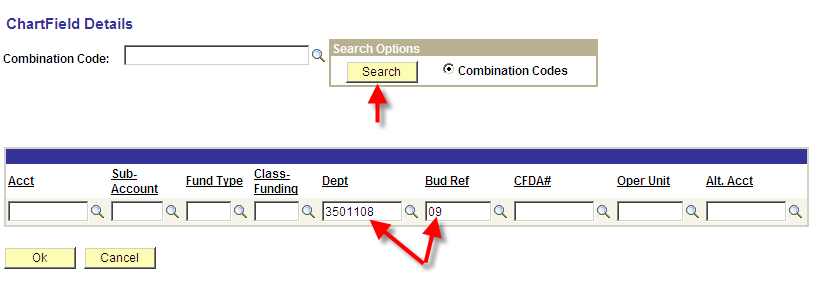 ChartField Details
Combination Code:
Search Options
Search
Combination Codes
Acct Sub-Account Fund Type Class-Funding Dept Bud Ref CFDA# Oper Unit Alt. Acct
3501108 09
Ok Cancel